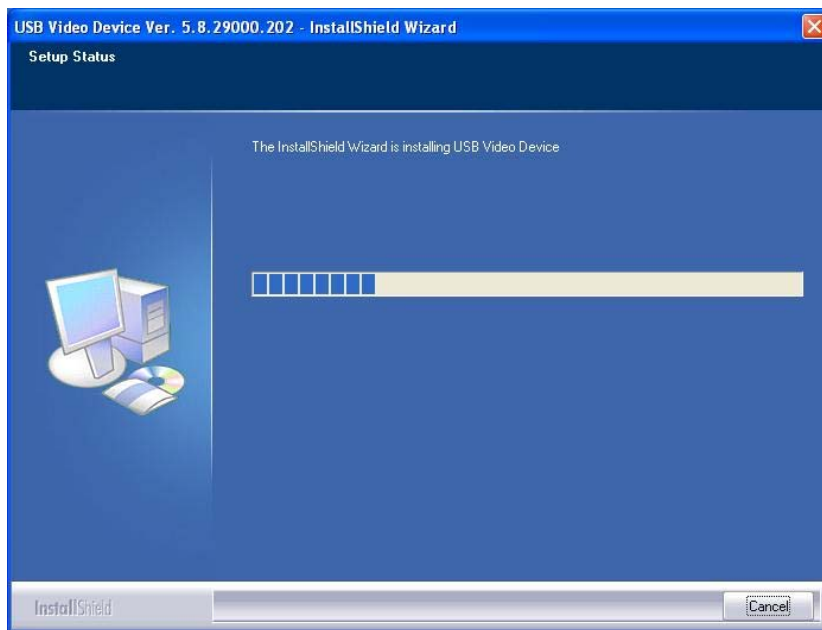 USB Video Device Ver. 5.8.29000.202 - InstallShield Wizard
Setup Status
The InstallShield Wizard is installing USB Video Device
InstallShield
Cancel